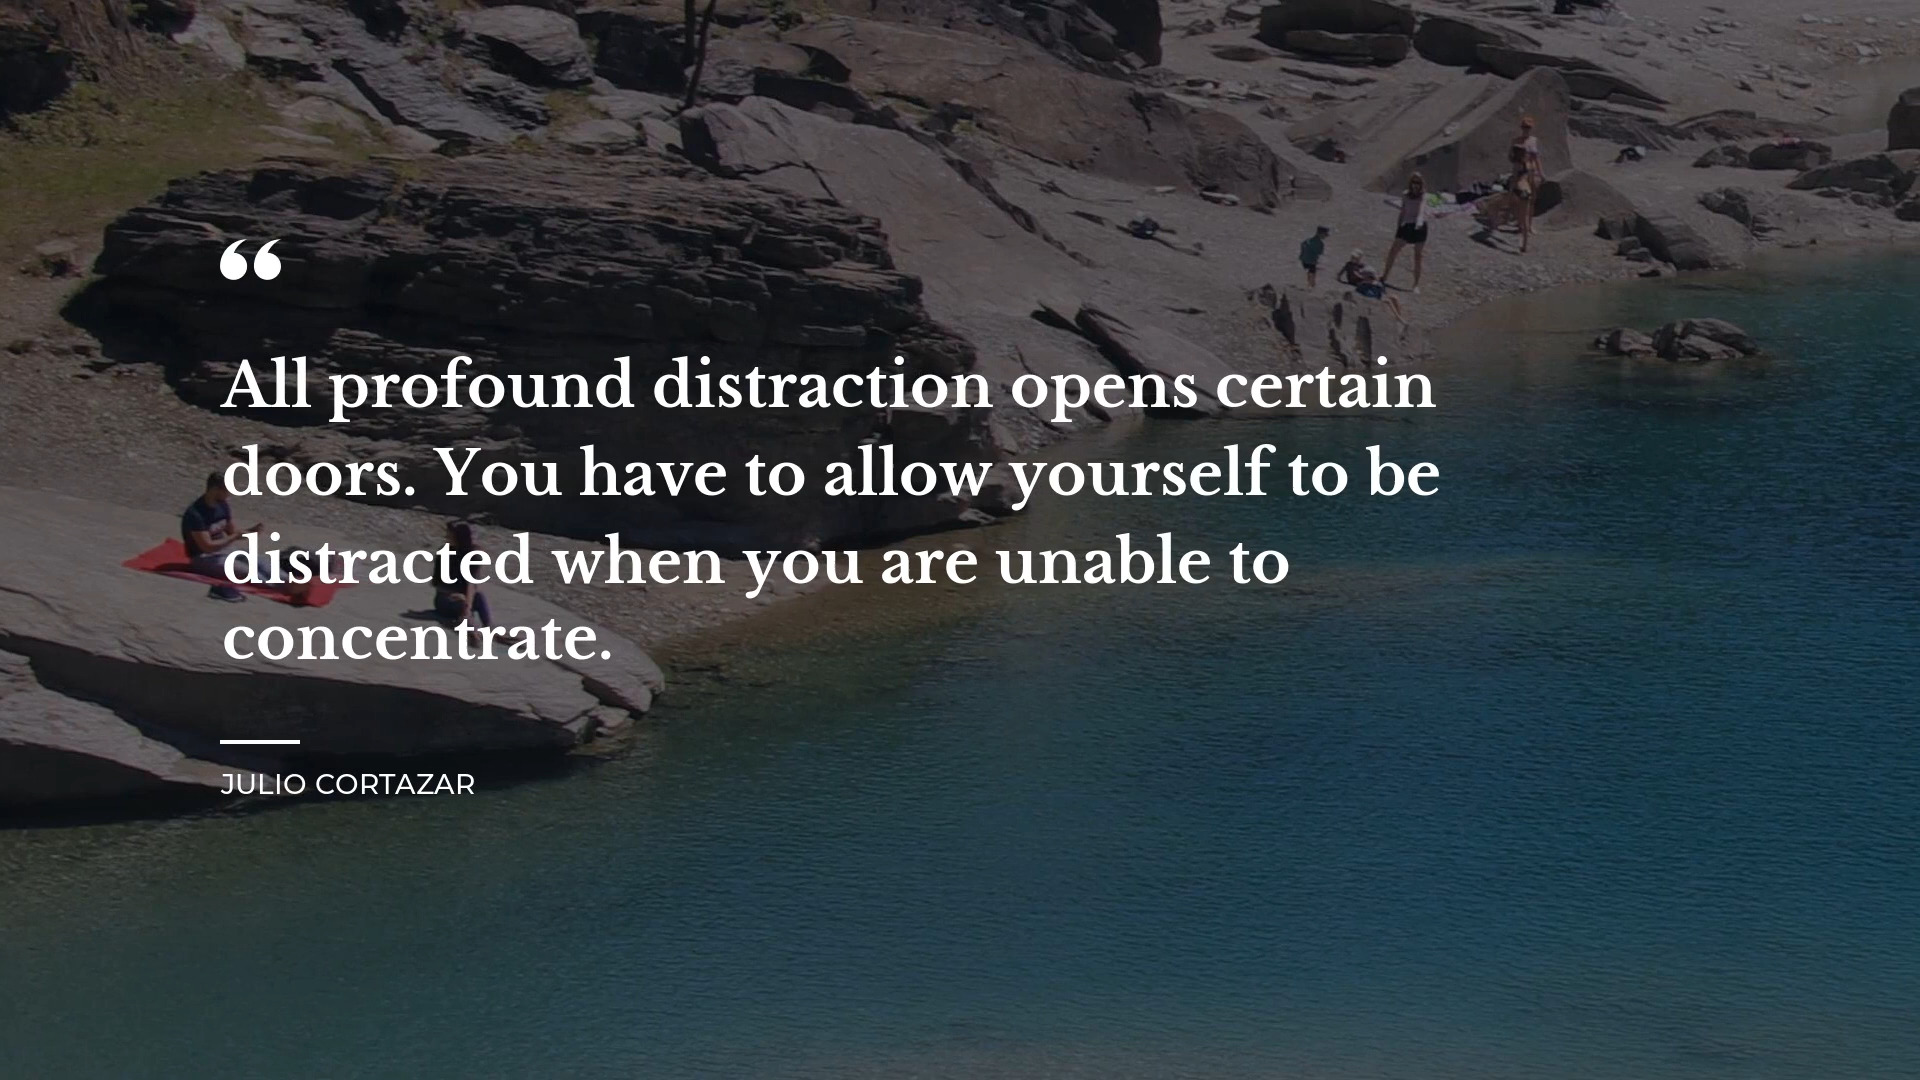 “
All profound distraction opens certain
doors. You have to allow yourself to be
distracted when you are unable to
concentrate.
JULIO CORTAZAR